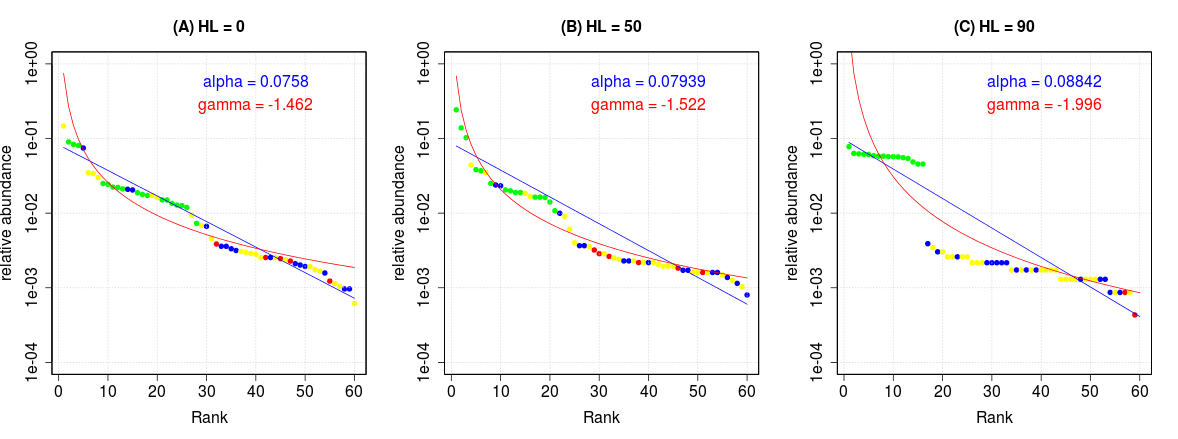 (A) HL = 0
alpha = 0.0758
gamma = -1.462
relative abundance
1e+00
1e-01
1e-02
1e-03
1e-04
0 10 20 30 40 50 60
Rank
(B) HL = 50
alpha = 0.07939
gamma = -1.522
relative abundance
1e+00
1e-01
1e-02
1e-03
1e-04
0 10 20 30 40 50 60
Rank
(C) HL = 90
alpha = 0.08842
gamma = -1.996
relative abundance
1e+00
1e-01
1e-02
1e-03
1e-04
0 10 20 30 40 50 60
Rank